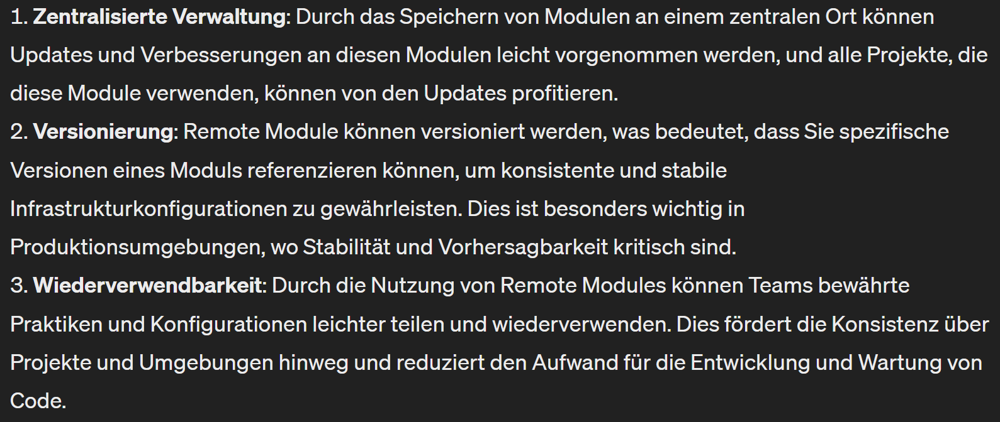 1. Zentralisierte Verwaltung: Durch das Speichern von Modulen an einem zentralen Ort können
Updates und Verbesserungen an diesen Modulen leicht vorgenommen werden, und alle Projekte, die
diese Module verwenden, können von den Updates profitieren.
2. Versionierung: Remote Module können versioniert werden, was bedeutet, dass Sie spezifische
Versionen eines Moduls referenzieren können, um konsistente und stabile
Infrastrukturkonfigurationen zu gewährleisten. Dies ist besonders wichtig in
Produktionsumgebungen, wo Stabilität und Vorhersagbarkeit kritisch sind.
3. Wiederverwendbarkeit: Durch die Nutzung von Remote Modules können Teams bewährte
Praktiken und Konfigurationen leichter teilen und wiederverwenden. Dies fördert die Konsistenz über
Projekte und Umgebungen hinweg und reduziert den Aufwand für die Entwicklung und Wartung von
Code.